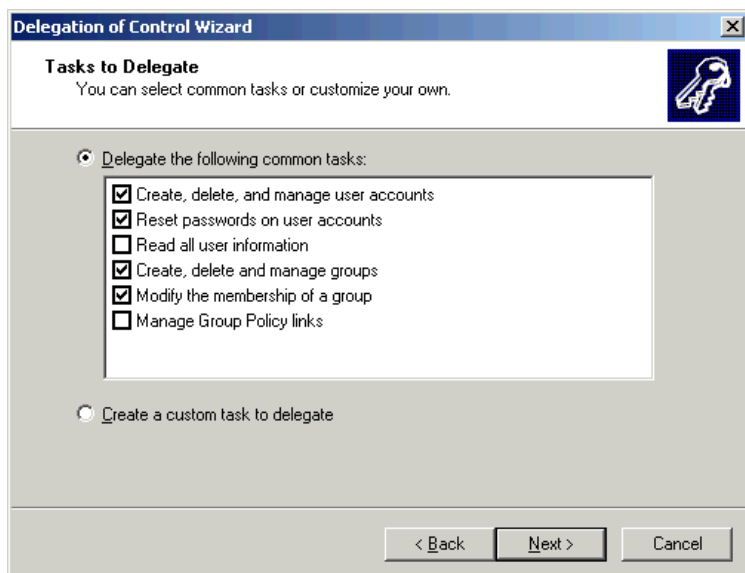 Delegation of Control Wizard
Tasks to Delegate
You can select common tasks or customize your own.
Delegate the following common tasks:
Create, delete, and manage user accounts
Reset passwords on user accounts
Read all user information
Create, delete and manage groups
Modify the membership of a group
Manage Group Policy links
Create a custom task to delegate
< Back Next > Cancel